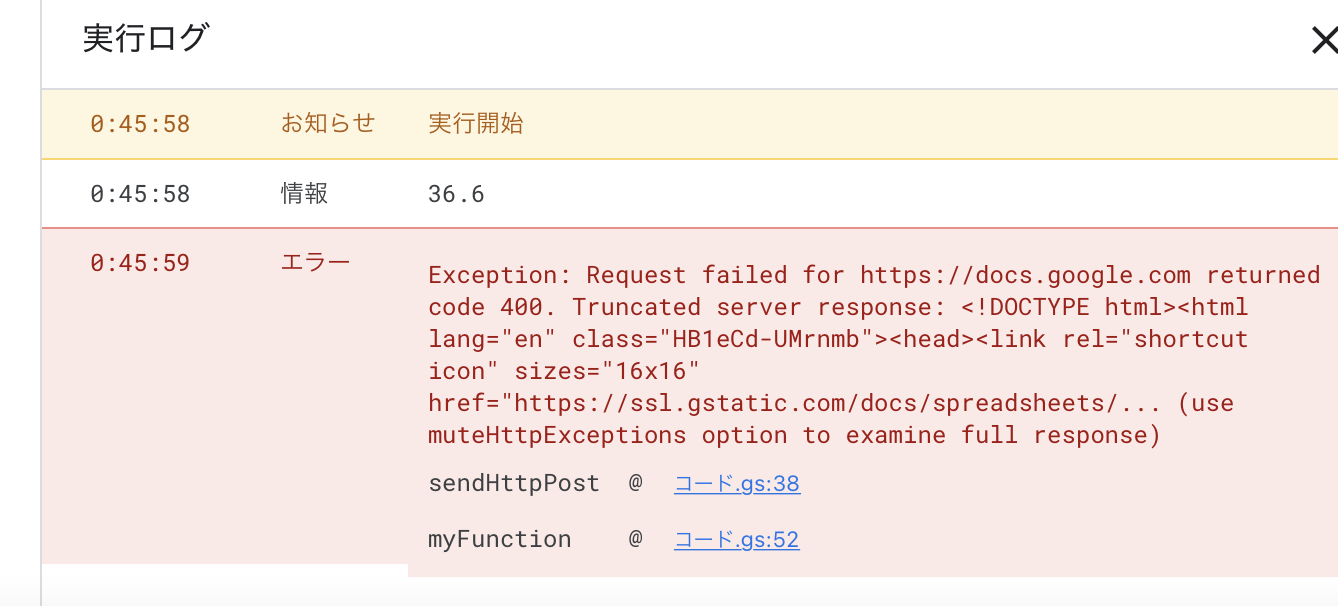 実行ログ
0:45:58 お知らせ 実行開始
0:45:58 情報 36.6
0:45:59 エラー Exception: Request failed for https://docs.google.com returned
code 400. Truncated server response: <!DOCTYPE html><html
lang="en" class="HB1eCd-UMrnmb"><head><link rel="shortcut
icon" sizes="16x16"
href="https://ssl.gstatic.com/docs/spreadsheets/... (use
muteHttpExceptions option to examine full response)
sendHttpPost @ コード.gs:38
myFunction @ コード.gs:52